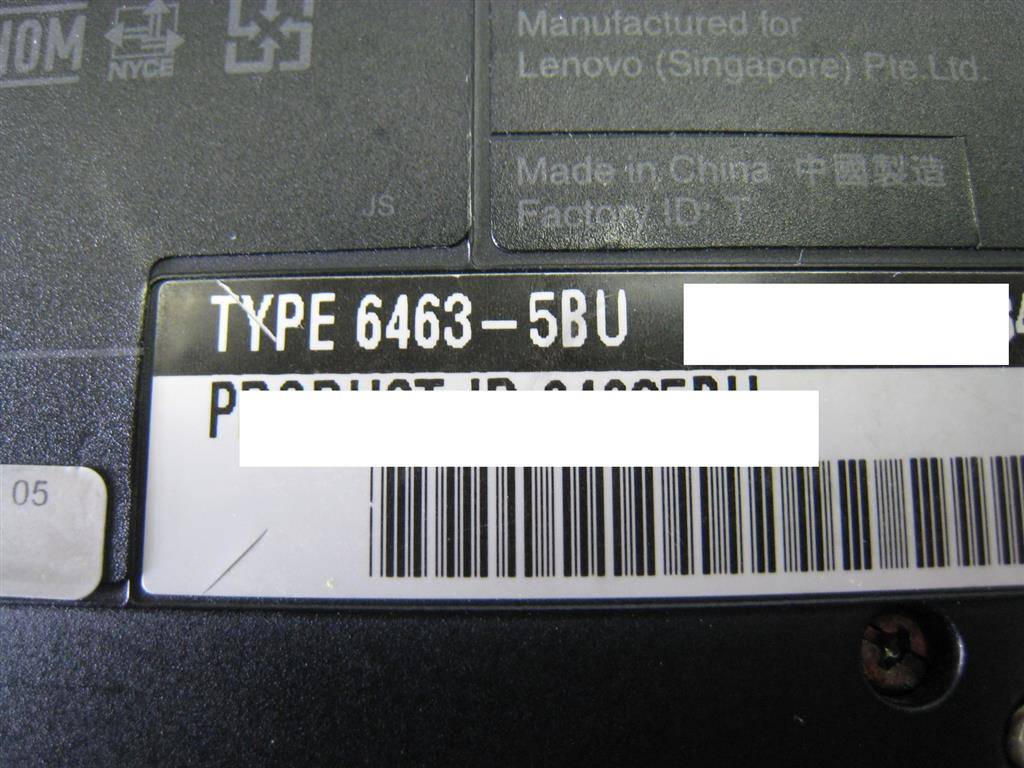 NOM
NYCE
Manufactured for
Lenovo (Singapore) Pte.Ltd.
Made in China 中國製造
Factory ID: T
JS
TYPE 6463-5BU
05